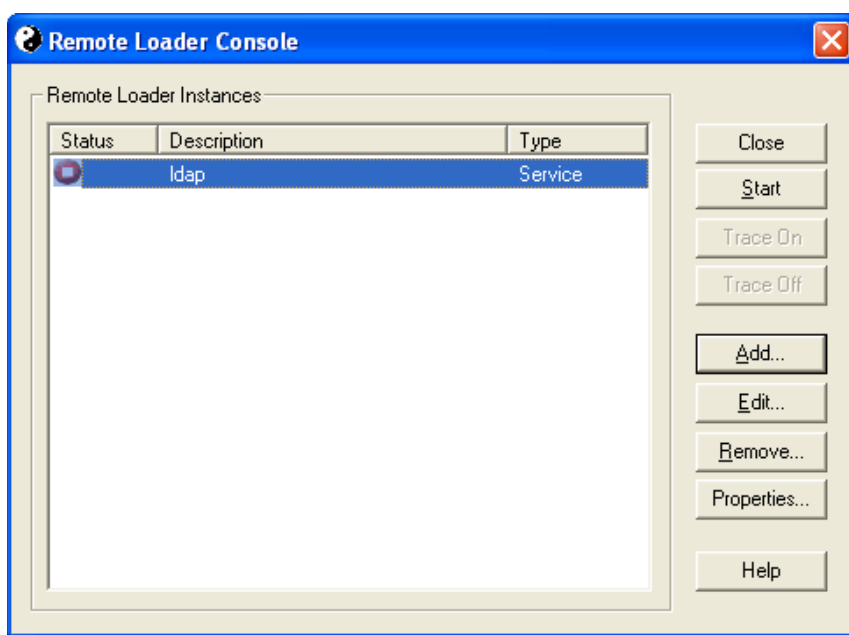 Remote Loader Console
Remote Loader Instances
Status Description Type
ldap Service
Close
Start
Trace On
Trace Off
Add...
Edit...
Remove...
Properties...
Help